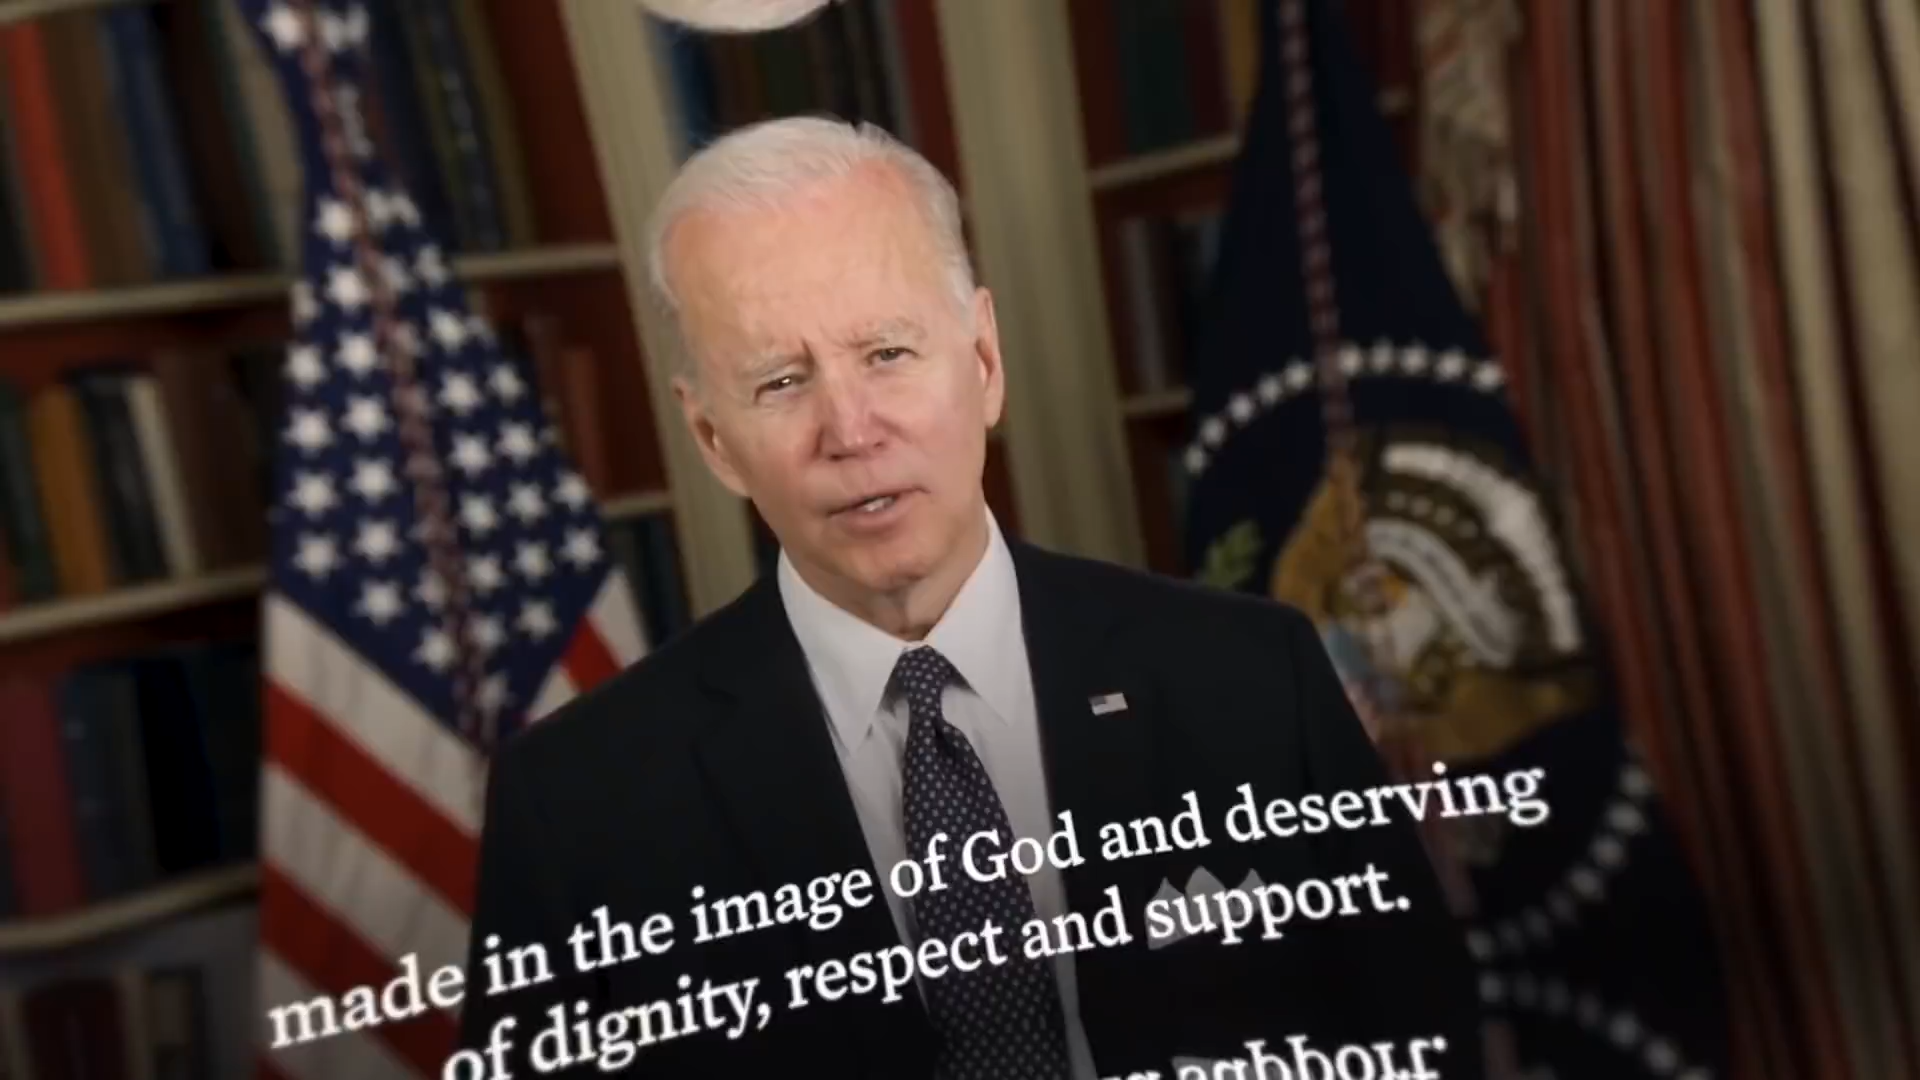 made in the image of God and deserving
of dignity, respect and support.